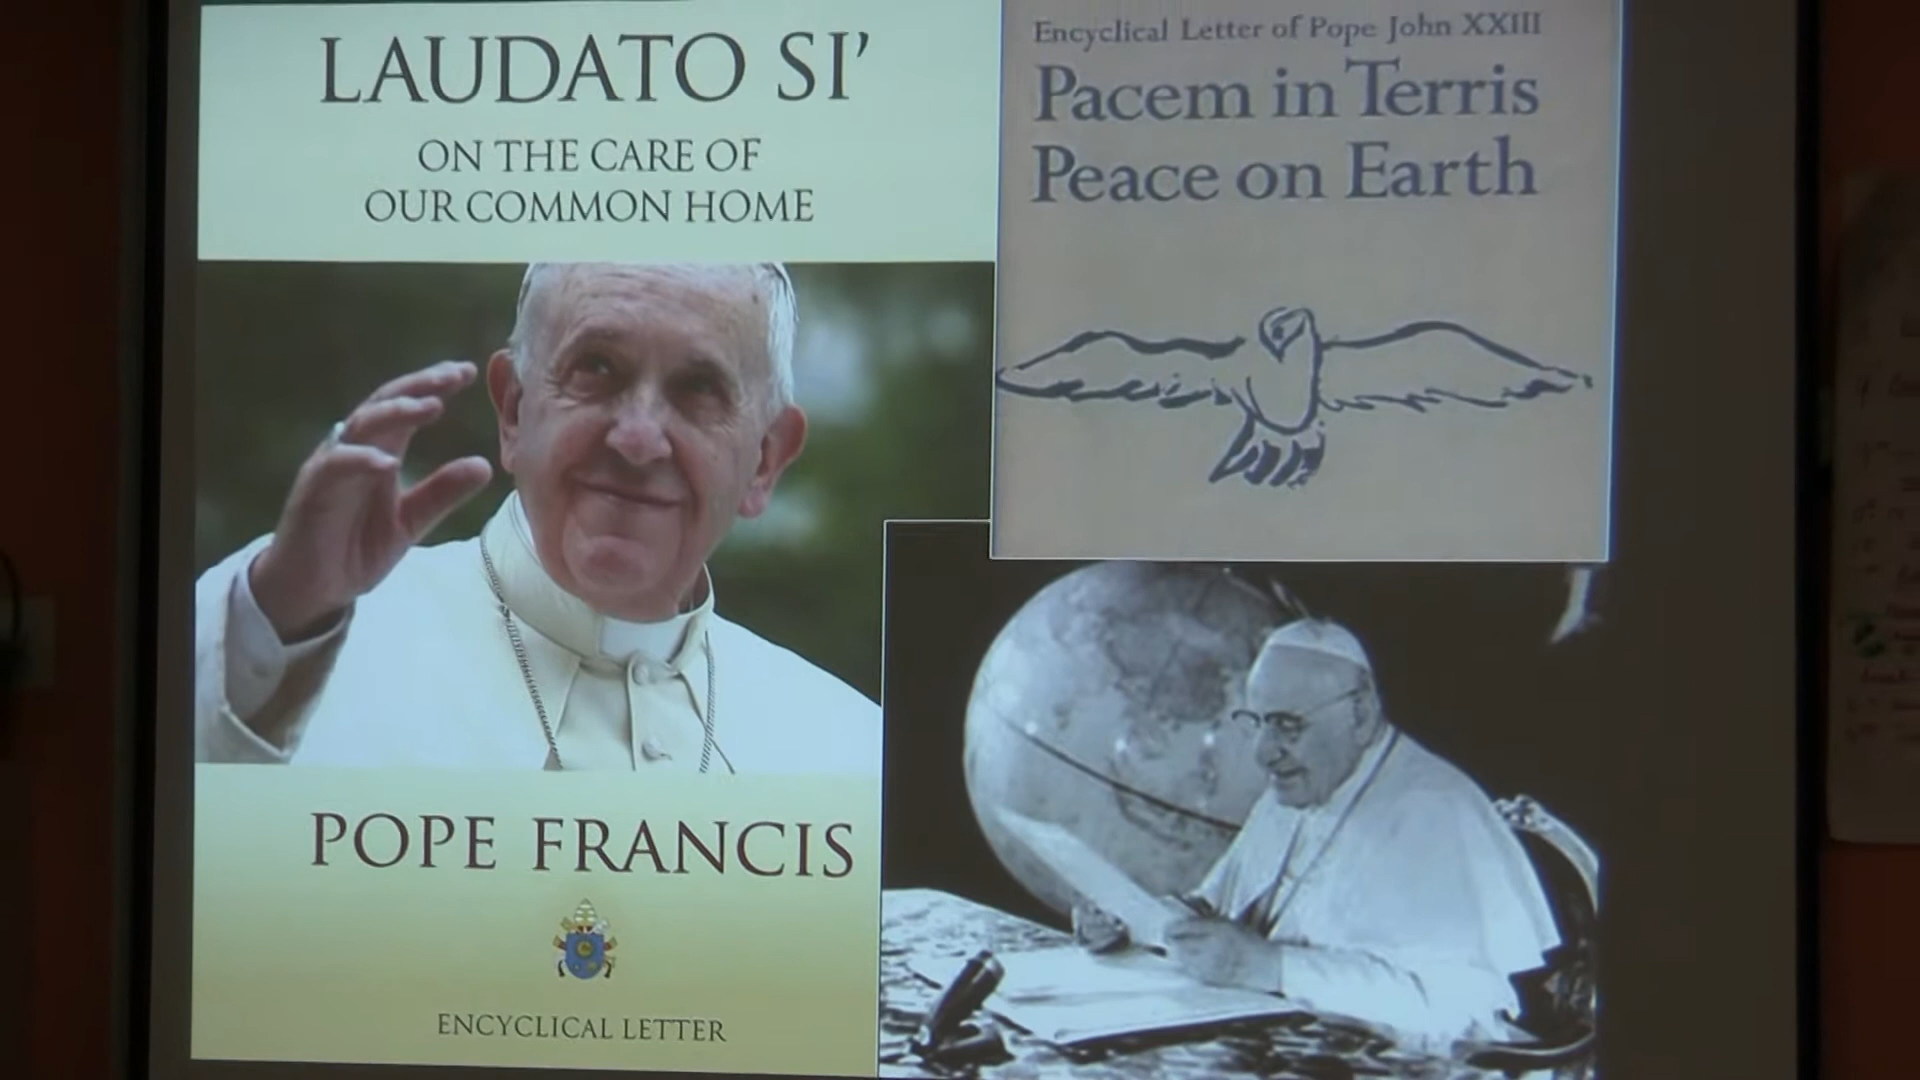 LAUDATO SI’
ON THE CARE OF
OUR COMMON HOME
POPE FRANCIS
ENCYCLICAL LETTER
Encyclical Letter of Pope John XXIII
Pacem in Terris
Peace on Earth